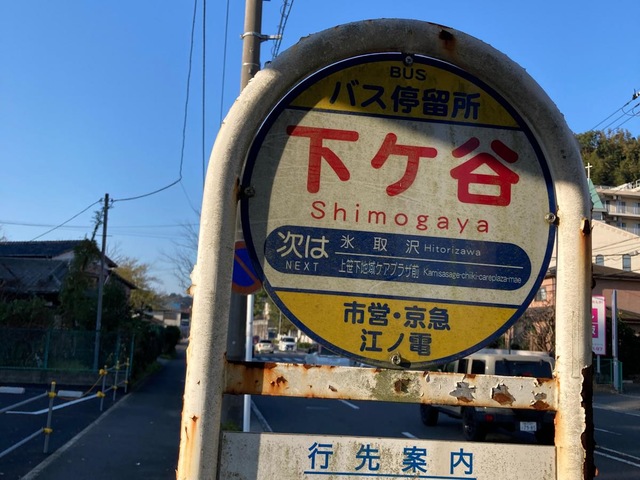 BUS
バス停留所
下ケ谷
Shimogaya
次は NEXT
氷取沢 Hitorizawa
上笹下地域ケアプラザ前 Kamisasage-chiiki-careplaza-mae
市営・京急
江ノ電
行先案内